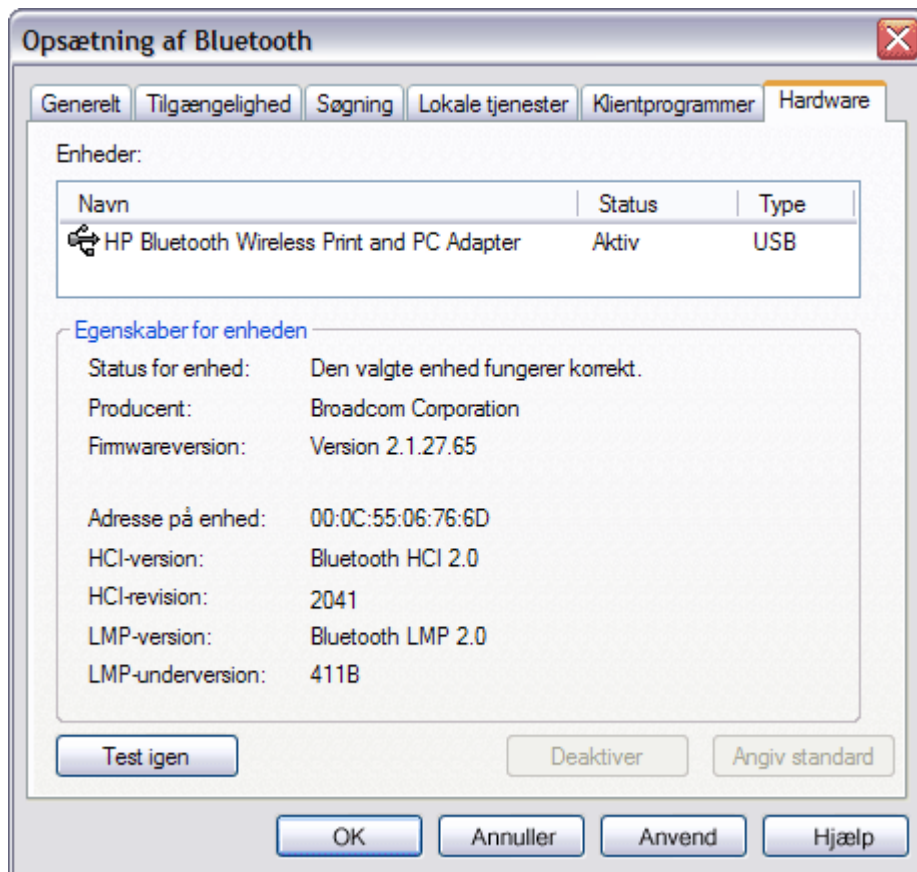 Opsætning af Bluetooth
Generelt Tilgængelighed Søgning Lokale tjenester Klientprogrammer Hardware
Enheder:
Navn Status Type
HP Bluetooth Wireless Print and PC Adapter Aktiv USB
Egenskaber for enheden
Status for enhed: Den valgte enhed fungerer korrekt.
Producent: Broadcom Corporation
Firmwareversion: Version 2.1.27.65
Adresse på enhed: 00:0C:55:06:76:6D
HCI-version: Bluetooth HCI 2.0
HCI-revision: 2041
LMP-version: Bluetooth LMP 2.0
LMP-underversion: 411B
Test igen Deaktiver Angiv standard
OK Annuller Anvend Hjælp